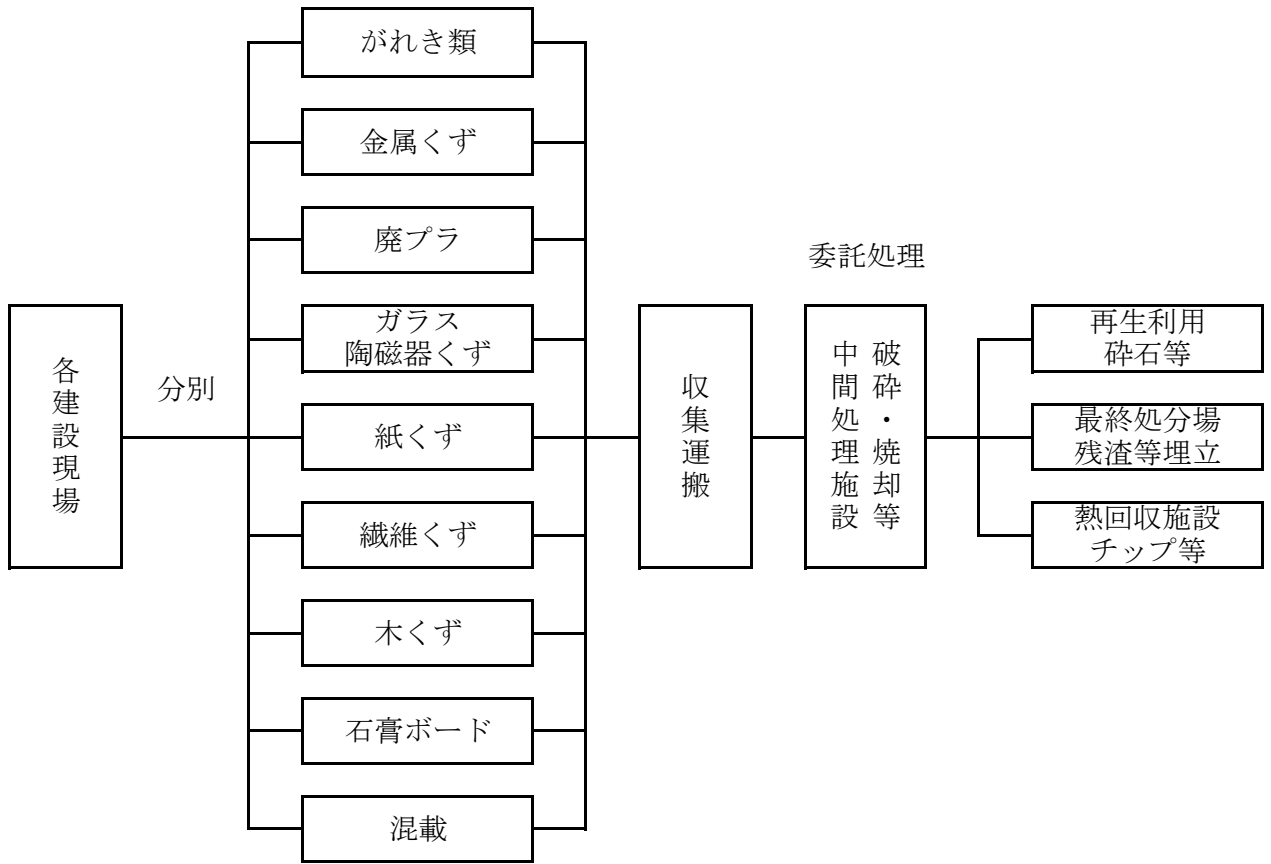 各建設現場
分別
がれき類
金属くず
廃プラ
ガラス
陶磁器くず
紙くず
繊維くず
木くず
石膏ボード
混載
収集運搬
委託処理
破砕・焼却等
中間処理施設
再生利用
砕石等
最終処分場
残渣等埋立
熱回収施設
チップ等